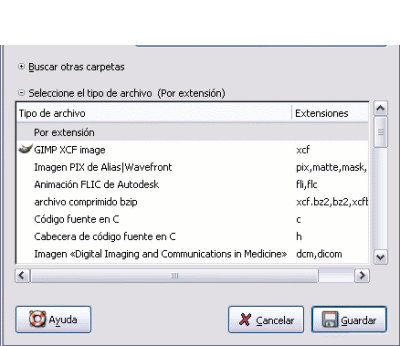 Buscar otras carpetas
Seleccione el tipo de archivo (Por extensión)
Tipo de archivo Extensiones
Por extensión
GIMP XCF image xcf
Imagen PIX de Alias|Wavefront pix,matte,mask,
Animación FLIC de Autodesk fli,flc
archivo comprimido bzip xcf.bz2,bz2,xcft
Código fuente en C c
Cabecera de código fuente en C h
Imagen «Digital Imaging and Communications in Medicine» dcm,dicom
Ayuda Cancelar Guardar